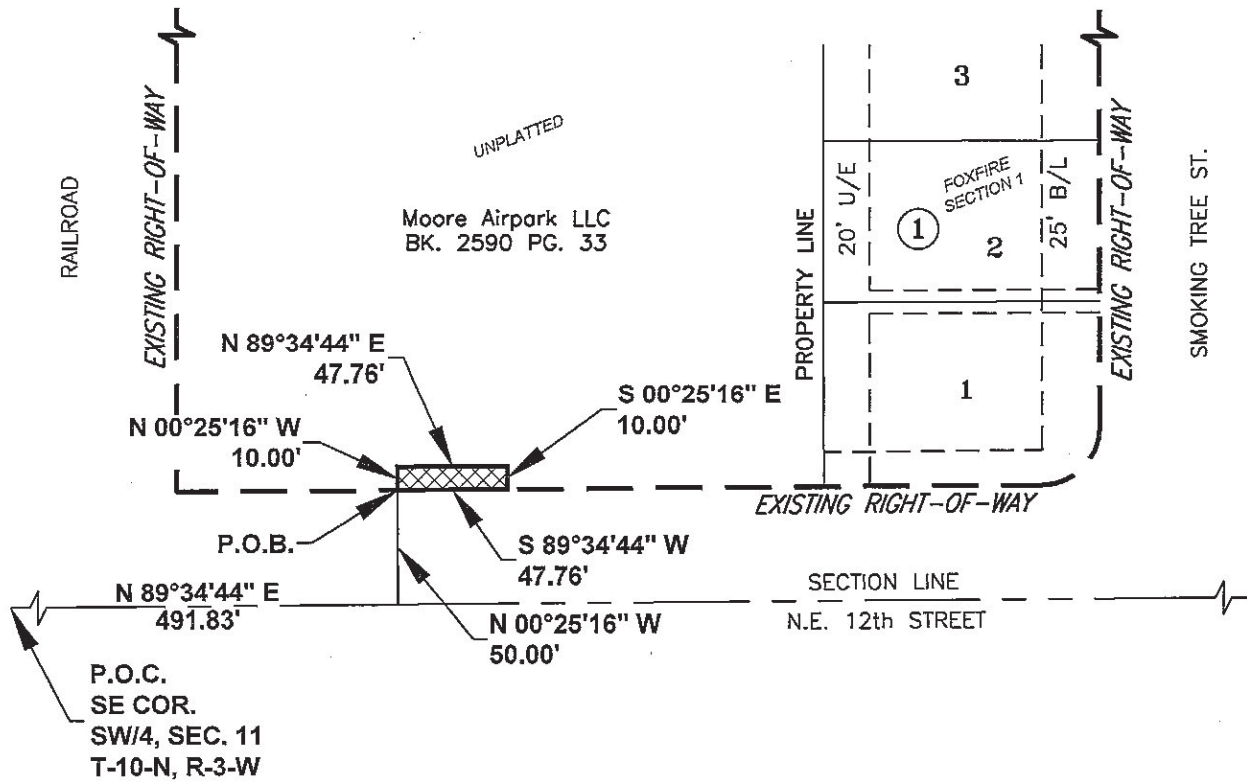 RAILROAD
EXISTING RIGHT-OF-WAY
UNPLATTED
Moore Airpark LLC
BK. 2590 PG. 33
PROPERTY LINE
20' U/E
3
FOXFIRE
SECTION 1
1
2
25' B/L
EXISTING RIGHT-OF-WAY
SMOKING TREE ST.
1
N 89°34'44" E
47.76'
S 00°25'16" E
10.00'
N 00°25'16" W
10.00'
EXISTING RIGHT-OF-WAY
P.O.B.
S 89°34'44" W
47.76'
N 89°34'44" E
491.83'
SECTION LINE
N.E. 12th STREET
N 00°25'16" W
50.00'
P.O.C.
SE COR.
SW/4, SEC. 11
T-10-N, R-3-W